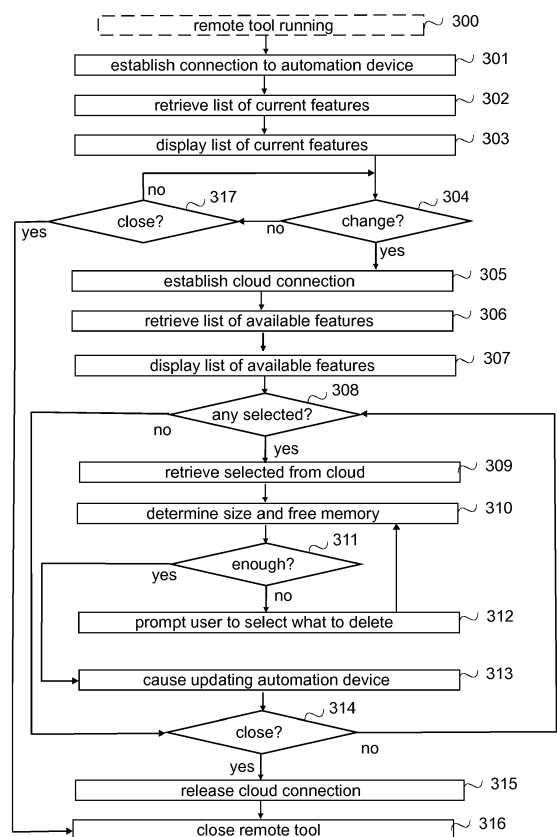 remote tool running 300
establish connection to automation device 301
retrieve list of current features 302
display list of current features 303
no 317 304
close? change?
yes no yes
establish cloud connection 305
retrieve list of available features 306
display list of available features 307
308
any selected?
no yes
retrieve selected from cloud 309
determine size and free memory 310
311
enough?
yes no
prompt user to select what to delete 312
cause updating automation device 313
314
close?
yes no
release cloud connection 315
close remote tool 316